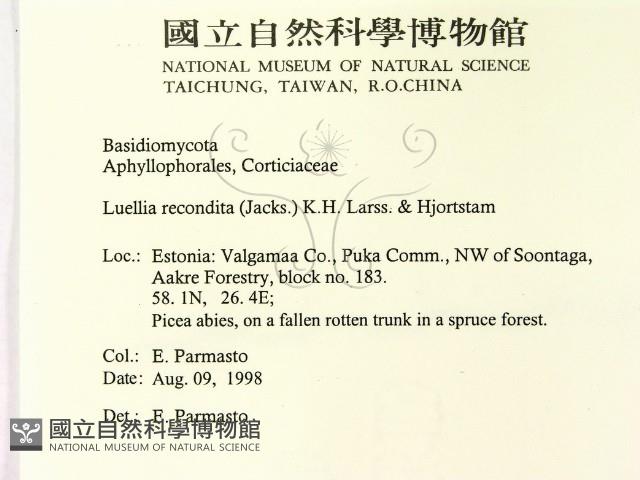 國立自然科學博物館
NATIONAL MUSEUM OF NATURAL SCIENCE
TAICHUNG, TAIWAN, R.O.CHINA
Basidiomycota
Aphyllophorales, Corticiaceae
Luellia recondita (Jacks.) K.H. Larss. & Hjortstam
Loc.: Estonia: Valgamaa Co., Puka Comm., NW of Soontaga,
Aakre Forestry, block no. 183.
58. 1N, 26. 4E;
Picea abies, on a fallen rotten trunk in a spruce forest.
Col.: E. Parmasto
Date: Aug. 09, 1998
Det.: E. Parmasto
國立自然科學博物館
NATIONAL MUSEUM OF NATURAL SCIENCE